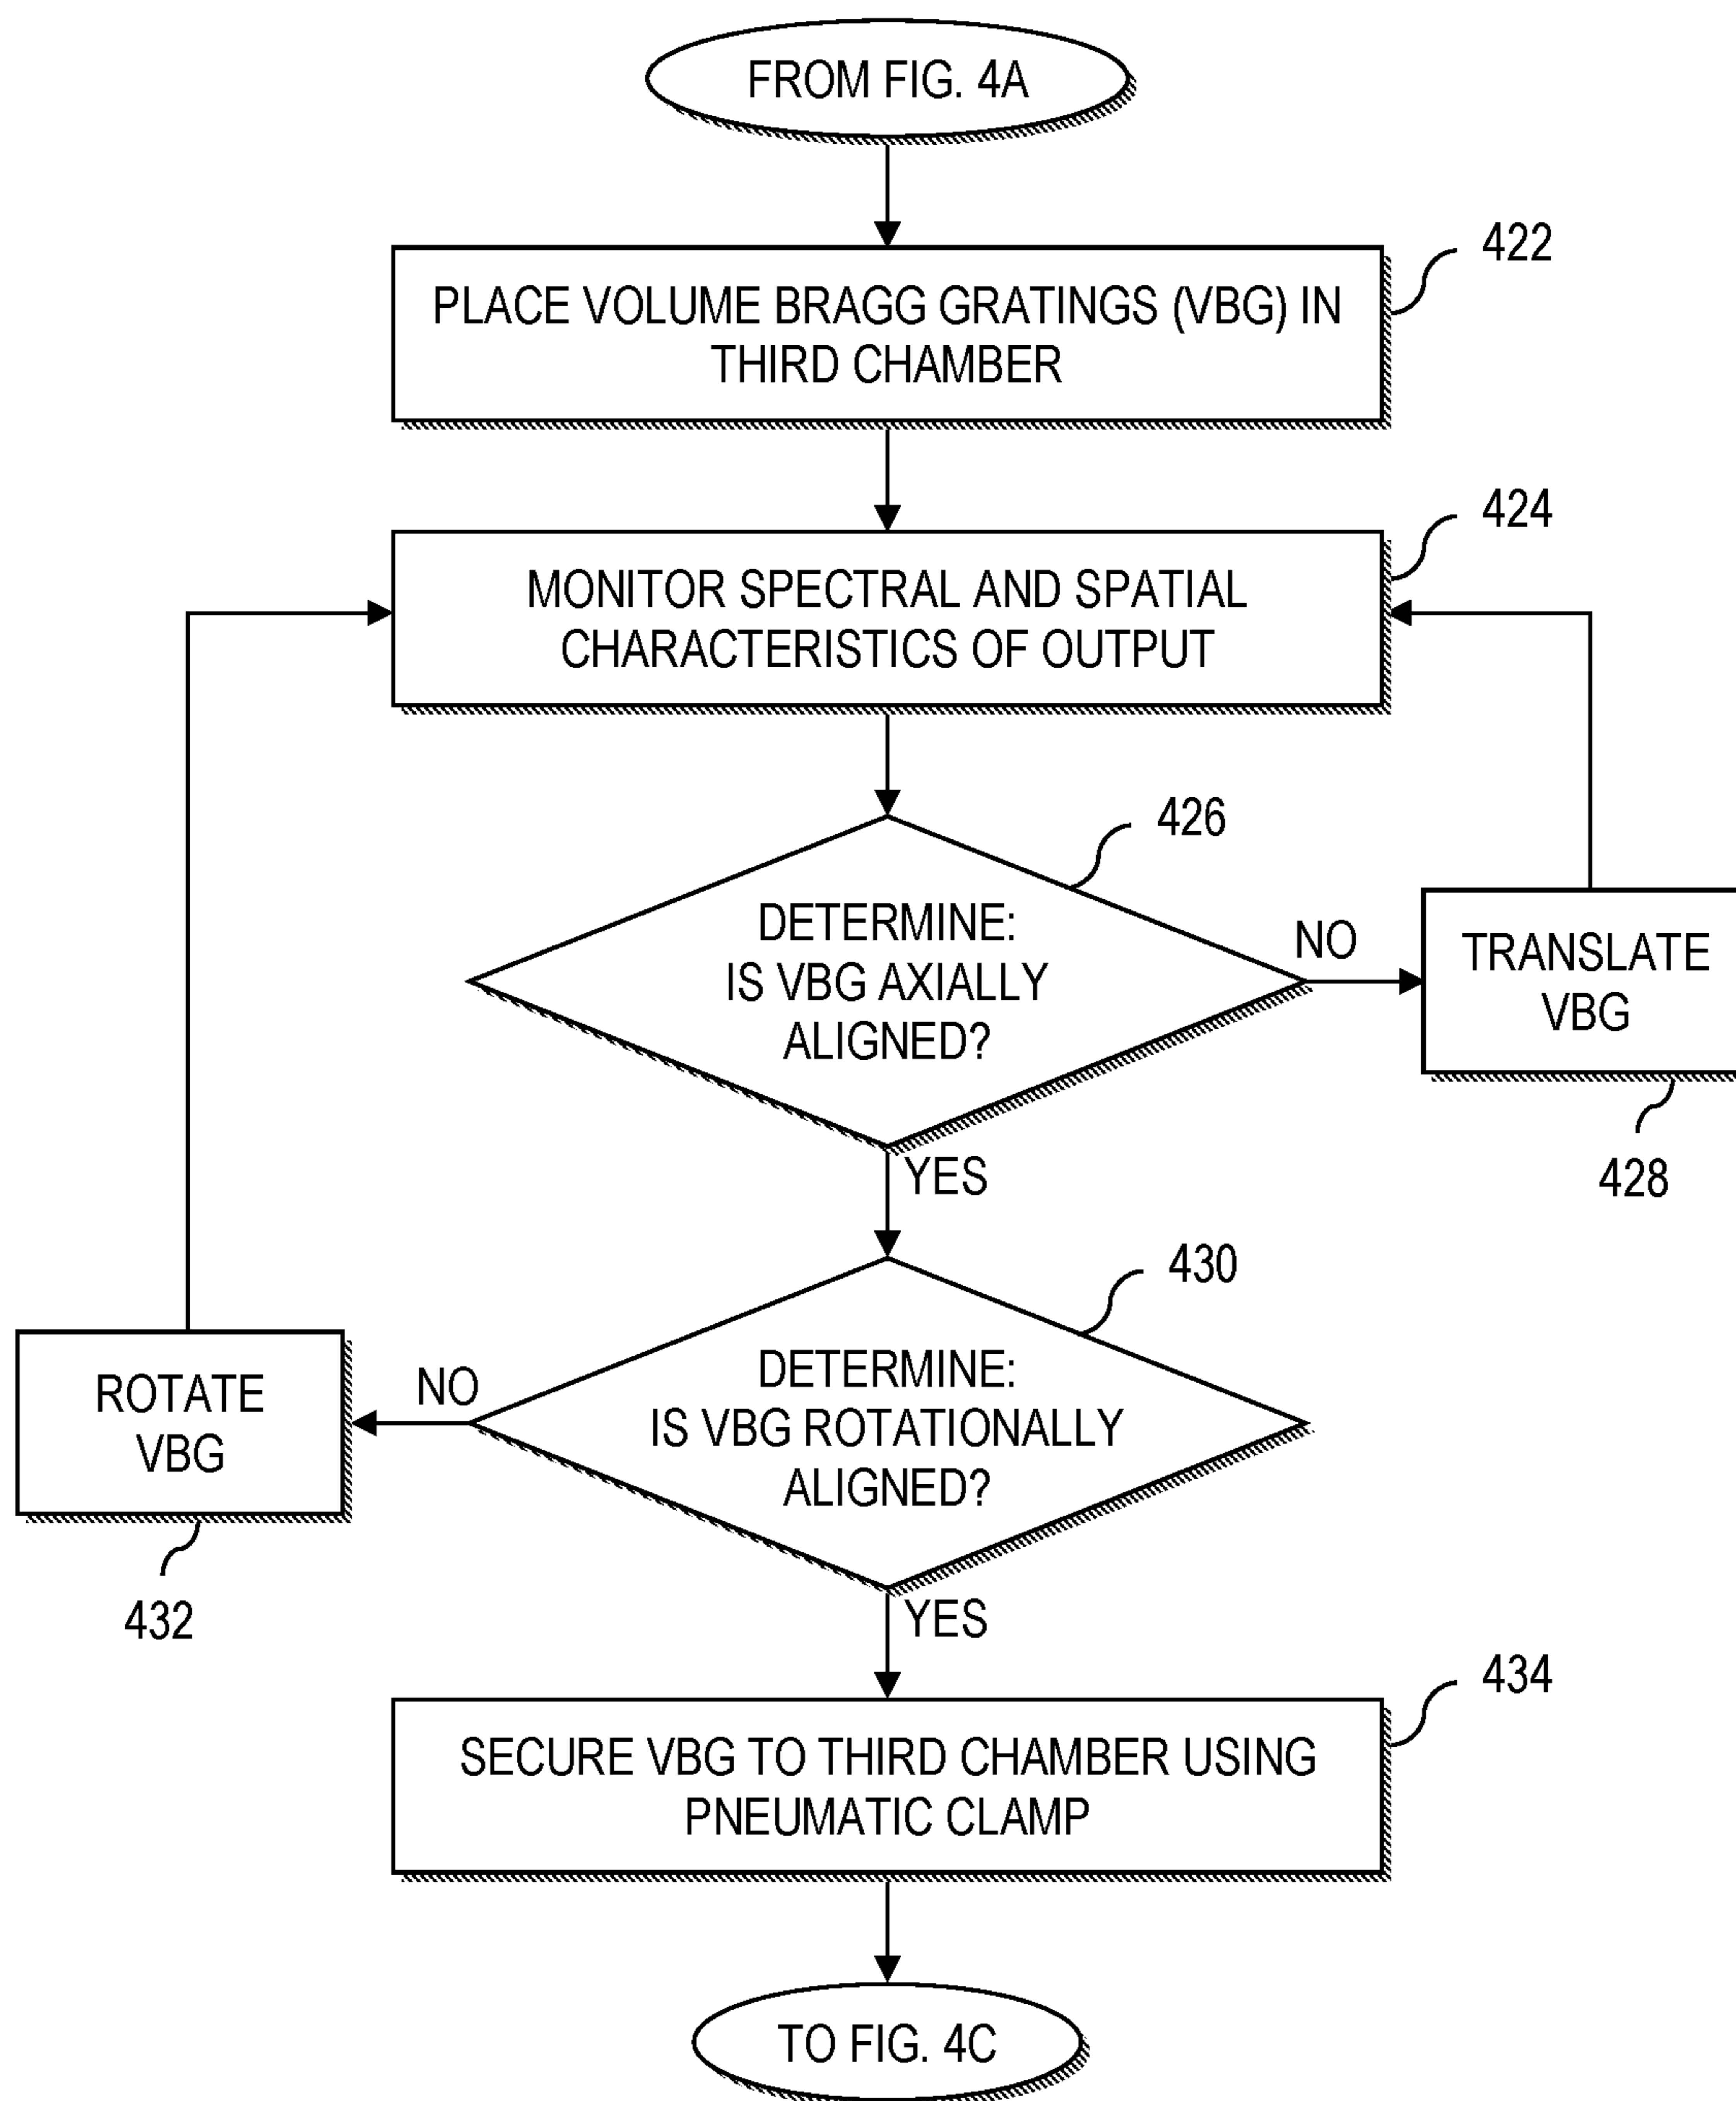 FROM FIG. 4A
422
PLACE VOLUME BRAGG GRATINGS (VBG) IN
THIRD CHAMBER
424
MONITOR SPECTRAL AND SPATIAL
CHARACTERISTICS OF OUTPUT
426
DETERMINE:
IS VBG AXIALLY
ALIGNED?
NO
TRANSLATE
VBG
428
YES
430
DETERMINE:
IS VBG ROTATIONALLY
ALIGNED?
NO
ROTATE
VBG
432
YES
434
SECURE VBG TO THIRD CHAMBER USING
PNEUMATIC CLAMP
TO FIG. 4C